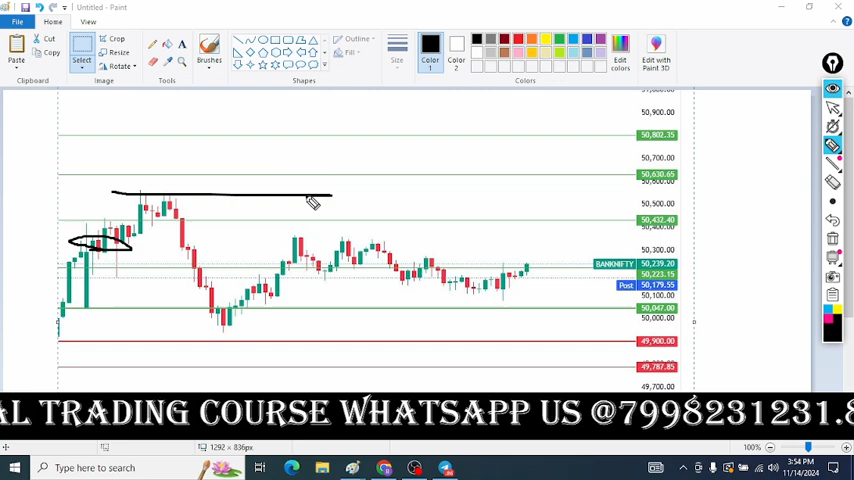 Untitled - Paint
File Home View
Paste
Cut
Copy
Clipboard
Select
Crop
Resize
Rotate
Image
Tools
Brushes
Outline
Fill
Shapes
Size
Color 1
Color 2
Edit colors
Colors
Edit with Paint 3D
50,900.00
50,802.35
50,700.00
50,630.65
50,500.00
50,432.40
50,300.00
BANKNIFTY 50,239.20
50,223.15
Post 50,179.55
50,100.00
50,047.00
50,000.00
49,900.00
49,787.85
49,700.00
AL TRADING COURSE WHATSAPP US @7998231231.8
1292 × 836px
100%
Type here to search
3:54 PM
11/14/2024